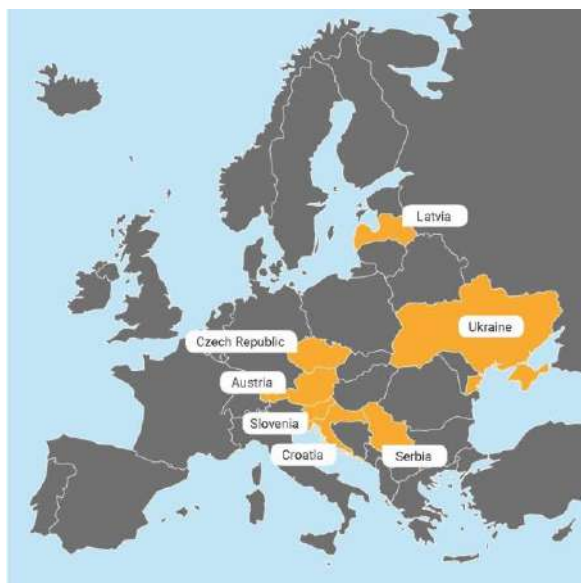 Latvia
Ukraine
Czech Republic
Austria
Slovenia
Croatia
Serbia